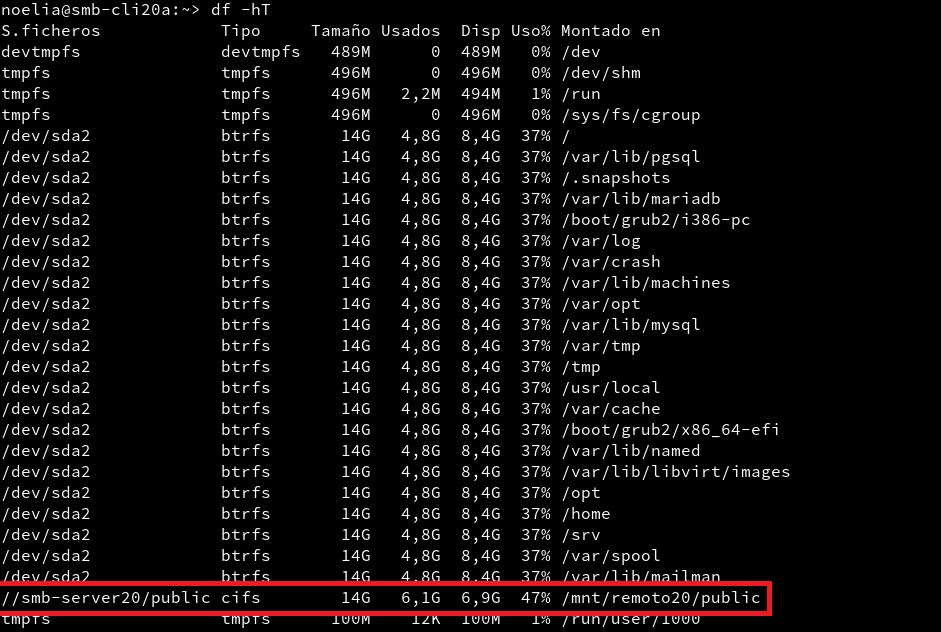 noelia@smb-cli20a:~> df -hT
S.ficheros            Tipo     Tamaño Usados  Disp Uso% Montado en
devtmpfs              devtmpfs   489M      0  489M   0% /dev
tmpfs                 tmpfs      496M      0  496M   0% /dev/shm
tmpfs                 tmpfs      496M   2,2M  494M   1% /run
tmpfs                 tmpfs      496M      0  496M   0% /sys/fs/cgroup
/dev/sda2             btrfs       14G   4,8G  8,4G  37% /
/dev/sda2             btrfs       14G   4,8G  8,4G  37% /var/lib/pgsql
/dev/sda2             btrfs       14G   4,8G  8,4G  37% /.snapshots
/dev/sda2             btrfs       14G   4,8G  8,4G  37% /var/lib/mariadb
/dev/sda2             btrfs       14G   4,8G  8,4G  37% /boot/grub2/i386-pc
/dev/sda2             btrfs       14G   4,8G  8,4G  37% /var/log
/dev/sda2             btrfs       14G   4,8G  8,4G  37% /var/crash
/dev/sda2             btrfs       14G   4,8G  8,4G  37% /var/lib/machines
/dev/sda2             btrfs       14G   4,8G  8,4G  37% /var/opt
/dev/sda2             btrfs       14G   4,8G  8,4G  37% /var/lib/mysql
/dev/sda2             btrfs       14G   4,8G  8,4G  37% /var/tmp
/dev/sda2             btrfs       14G   4,8G  8,4G  37% /tmp
/dev/sda2             btrfs       14G   4,8G  8,4G  37% /usr/local
/dev/sda2             btrfs       14G   4,8G  8,4G  37% /var/cache
/dev/sda2             btrfs       14G   4,8G  8,4G  37% /boot/grub2/x86_64-efi
/dev/sda2             btrfs       14G   4,8G  8,4G  37% /var/lib/named
/dev/sda2             btrfs       14G   4,8G  8,4G  37% /var/lib/libvirt/images
/dev/sda2             btrfs       14G   4,8G  8,4G  37% /opt
/dev/sda2             btrfs       14G   4,8G  8,4G  37% /home
/dev/sda2             btrfs       14G   4,8G  8,4G  37% /srv
/dev/sda2             btrfs       14G   4,8G  8,4G  37% /var/spool
/dev/sda2             btrfs       14G   4,8G  8,4G  37% /var/lib/mailman
//smb-server20/public cifs        14G   6,1G  6,9G  47% /mnt/remoto20/public
tmpfs                 tmpfs      100M    12K  100M   1% /run/user/1000